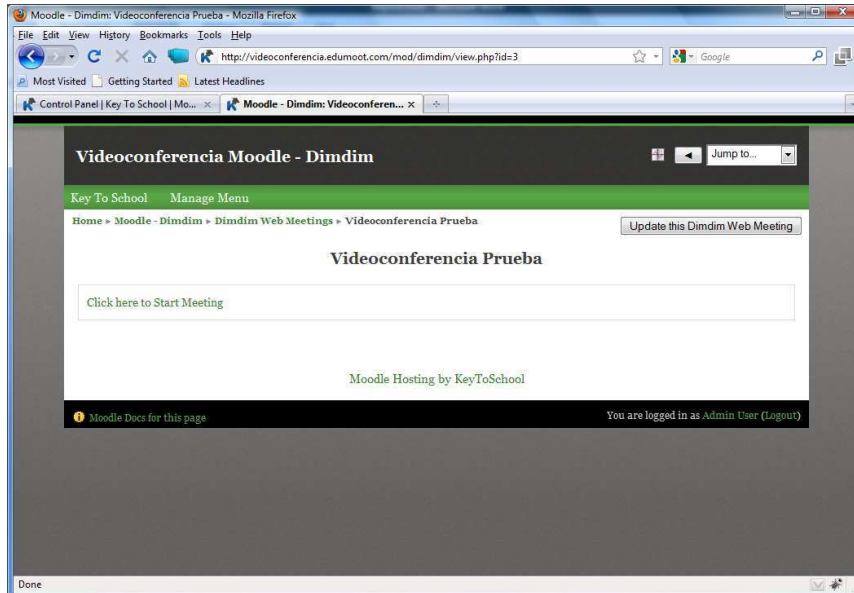 Moodle - Dimdim: Videoconferencia Prueba - Mozilla Firefox
File Edit View History Bookmarks Tools Help
http://videoconferencia.edumoot.com/mod/dimdim/view.php?id=3 Google
Most Visited Getting Started Latest Headlines
Control Panel | Key To School | Mo... Moodle - Dimdim: Videoconferen...
Videoconferencia Moodle - Dimdim Jump to...
Key To School Manage Menu
Home ► Moodle - Dimdim ► Dimdim Web Meetings ► Videoconferencia Prueba Update this Dimdim Web Meeting
Videoconferencia Prueba
Click here to Start Meeting
Moodle Hosting by KeyToSchool
Moodle Docs for this page You are logged in as Admin User (Logout)
Done